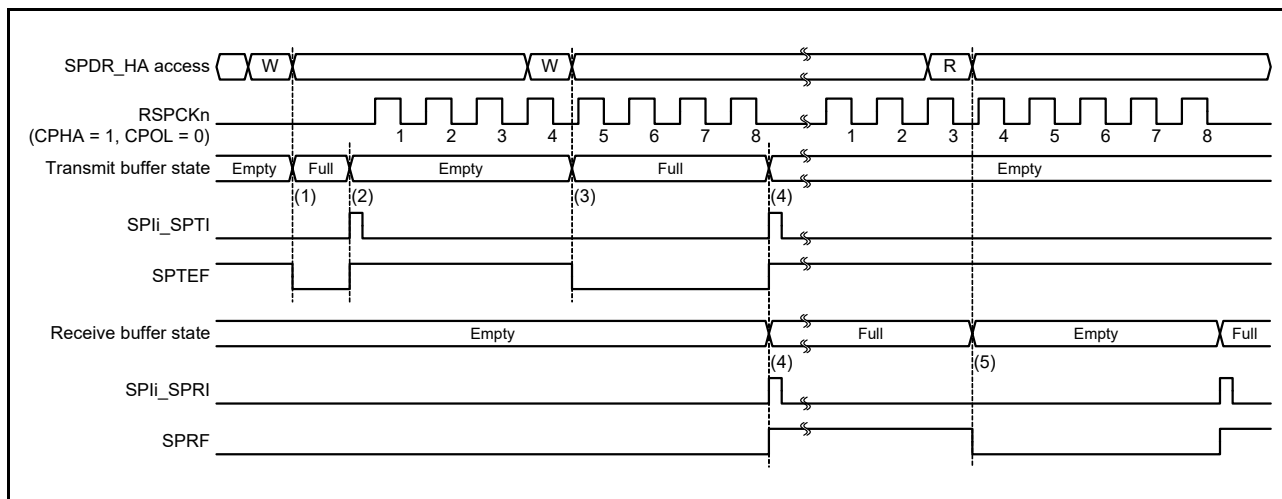 SPDR_HA access W W R
RSPCKn
(CPHA = 1, CPOL = 0) 1 2 3 4 5 6 7 8 1 2 3 4 5 6 7 8
Transmit buffer state Empty Full Empty Full Empty
(1) (2) (3) (4)
SPIi_SPTI
SPTEF
Receive buffer state Empty Full Empty Full
(4) (5)
SPIi_SPRI
SPRF